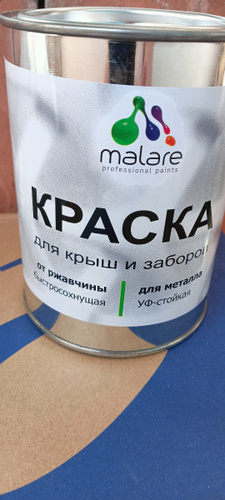 malare
professional paints
КРАСКА
для крыш и заборов
от ржавчины
быстросохнущая
для металла
УФ-стойкая